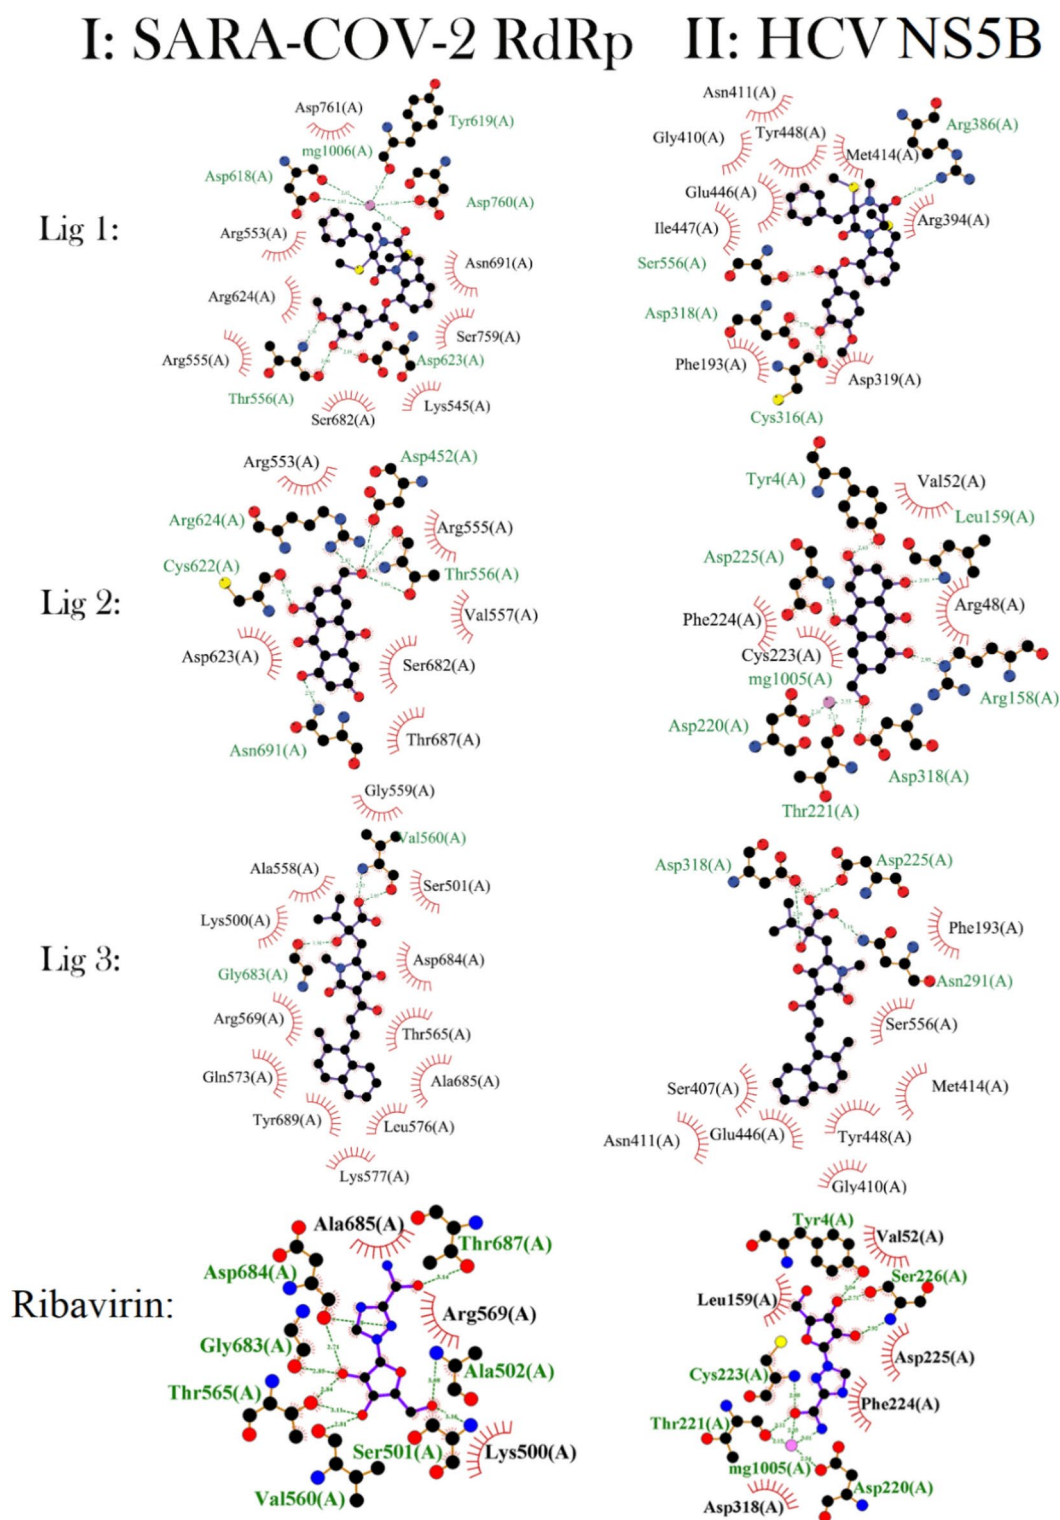 I: SARA-COV-2 RdRp
II: HCV NS5B
Lig 1:
Asp761(A)
Tyr619(A)
mg1006(A)
Asp618(A)
Asp760(A)
Arg553(A)
Asn691(A)
Arg624(A)
Ser759(A)
Arg555(A)
Asp623(A)
Thr556(A)
Lys545(A)
Ser682(A)
Asn411(A)
Arg386(A)
Gly410(A)
Tyr448(A)
Met414(A)
Glu446(A)
Arg394(A)
Ile447(A)
Ser556(A)
Asp318(A)
Phe193(A)
Asp319(A)
Cys316(A)
Lig 2:
Asp452(A)
Arg553(A)
Arg624(A)
Arg555(A)
Cys622(A)
Thr556(A)
Val557(A)
Asp623(A)
Ser682(A)
Asn691(A)
Thr687(A)
Tyr4(A)
Val52(A)
Leu159(A)
Asp225(A)
Arg48(A)
Phe224(A)
Cys223(A)
mg1005(A)
Arg158(A)
Asp220(A)
Asp318(A)
Thr221(A)
Lig 3:
Gly559(A)
Val560(A)
Ala558(A)
Ser501(A)
Lys500(A)
Asp684(A)
Gly683(A)
Arg569(A)
Thr565(A)
Gln573(A)
Ala685(A)
Tyr689(A)
Leu576(A)
Lys577(A)
Asp318(A)
Asp225(A)
Phe193(A)
Asn291(A)
Ser556(A)
Ser407(A)
Met414(A)
Asn411(A)
Glu446(A)
Tyr448(A)
Gly410(A)
Ribavirin:
Ala685(A)
Thr687(A)
Asp684(A)
Arg569(A)
Gly683(A)
Ala502(A)
Thr565(A)
Ser501(A)
Lys500(A)
Val560(A)
Tyr4(A)
Val52(A)
Ser226(A)
Leu159(A)
Asp225(A)
Cys223(A)
Phe224(A)
Thr221(A)
mg1005(A)
Asp220(A)
Asp318(A)